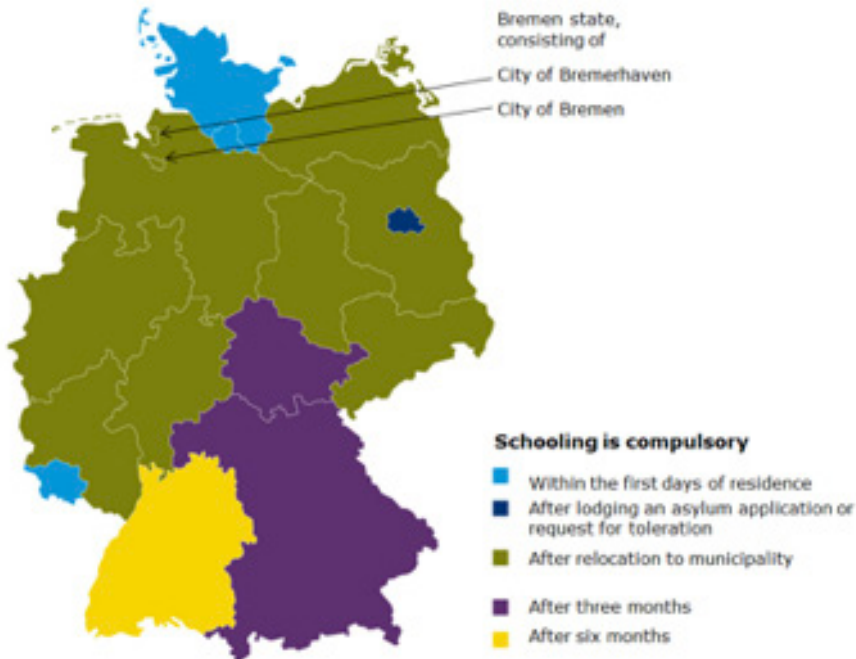 Bremen state,
consisting of
City of Bremerhaven
City of Bremen
Schooling is compulsory
Within the first days of residence
After lodging an asylum application or
request for toleration
After relocation to municipality
After three months
After six months